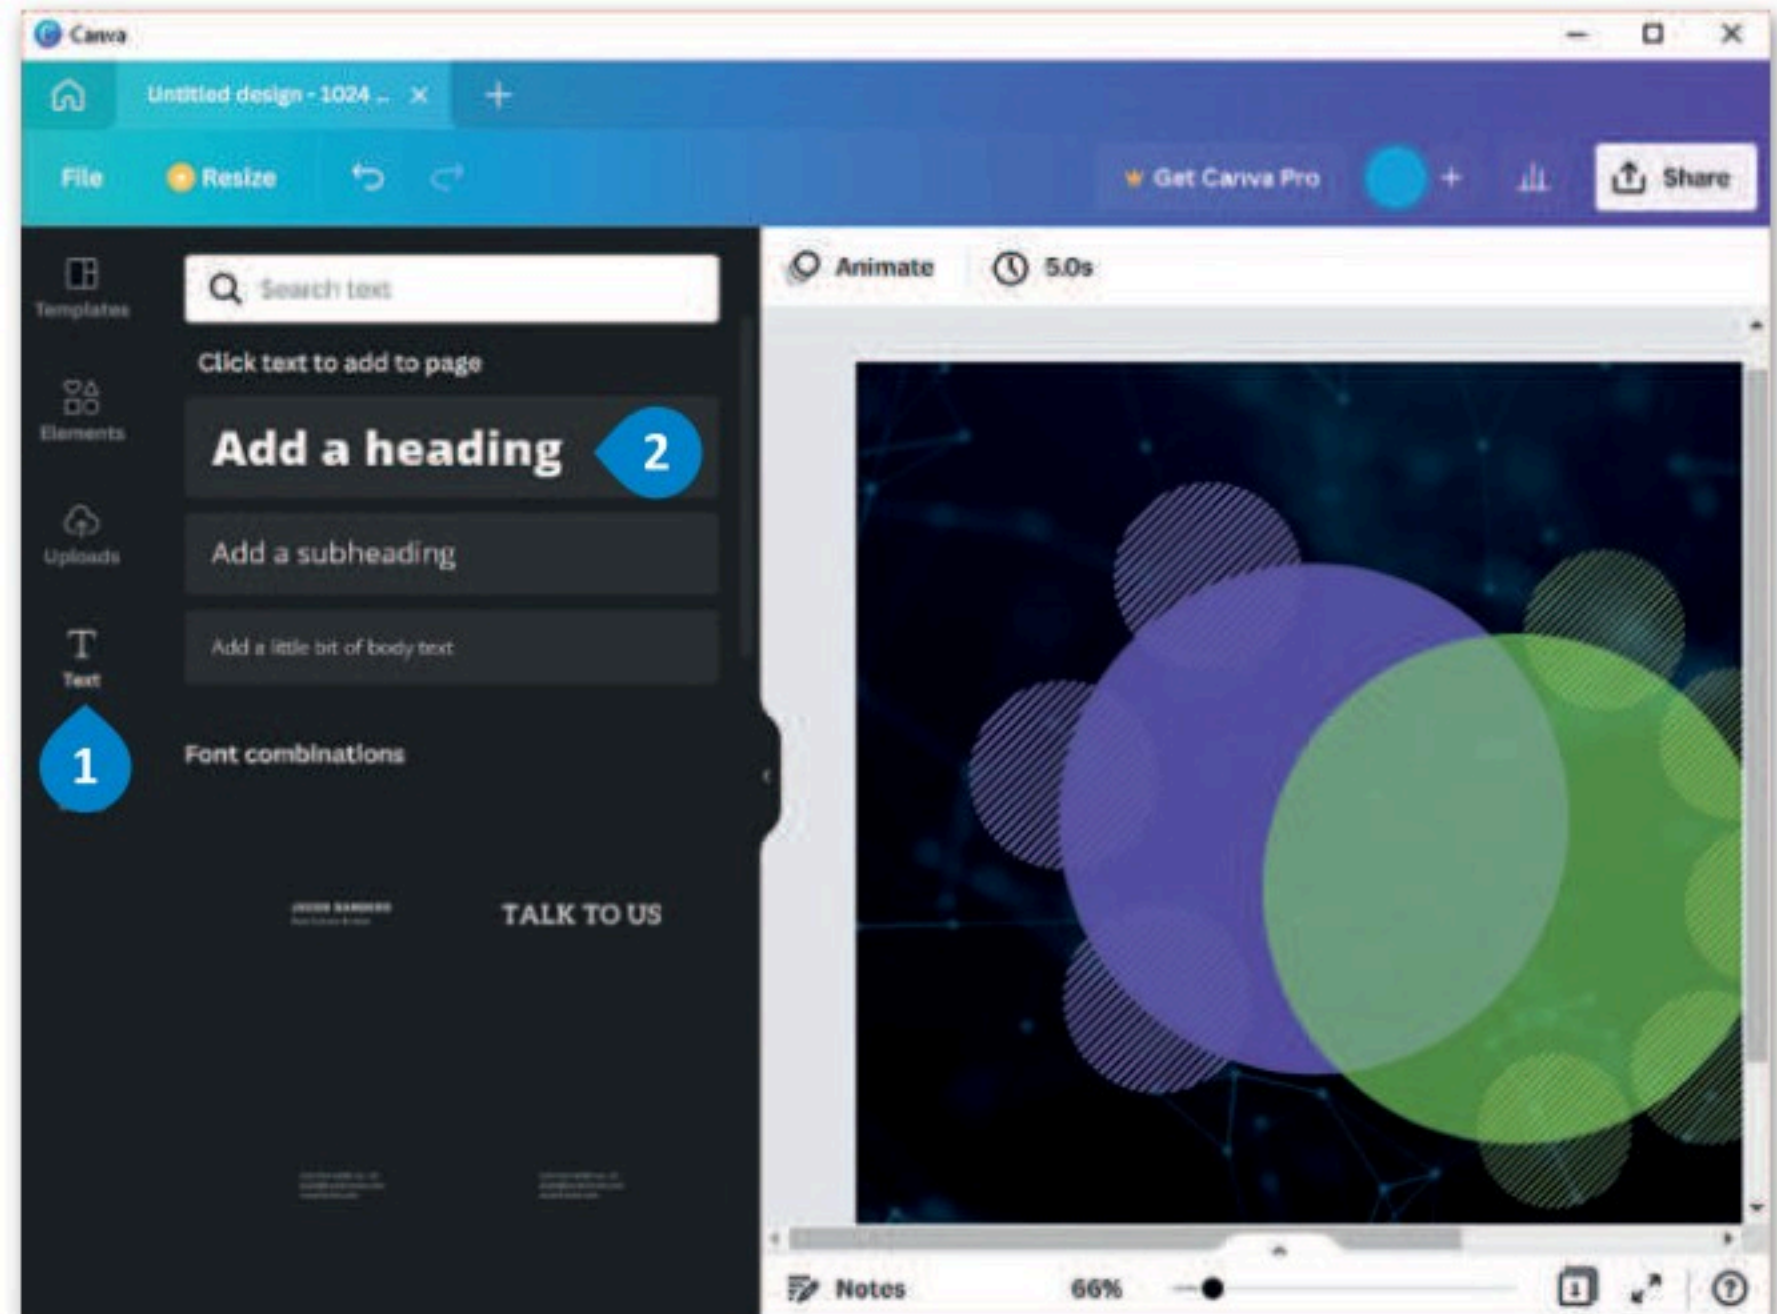 Canva
Untitled design - 1024 ..
File
Resize
Get Canva Pro
Share
Templates
Elements
Uploads
Text
1
Search text
Click text to add to page
Add a heading
2
Add a subheading
Add a little bit of body text
Font combinations
TALK TO US
Animate
5.0s
Notes
66%
1
?